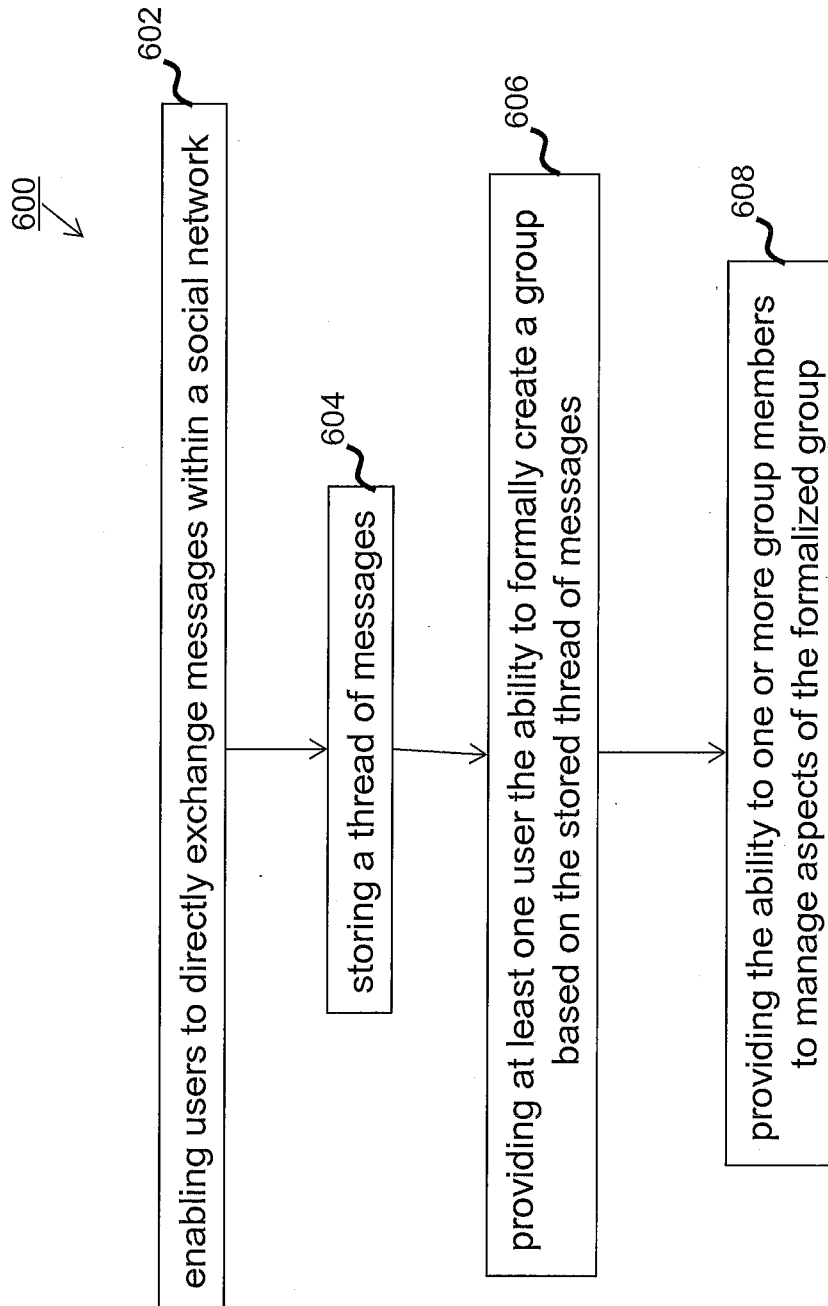 600
602
enabling users to directly exchange messages within a social network
604
storing a thread of messages
606
providing at least one user the ability to formally create a group
based on the stored thread of messages
608
providing the ability to one or more group members
to manage aspects of the formalized group